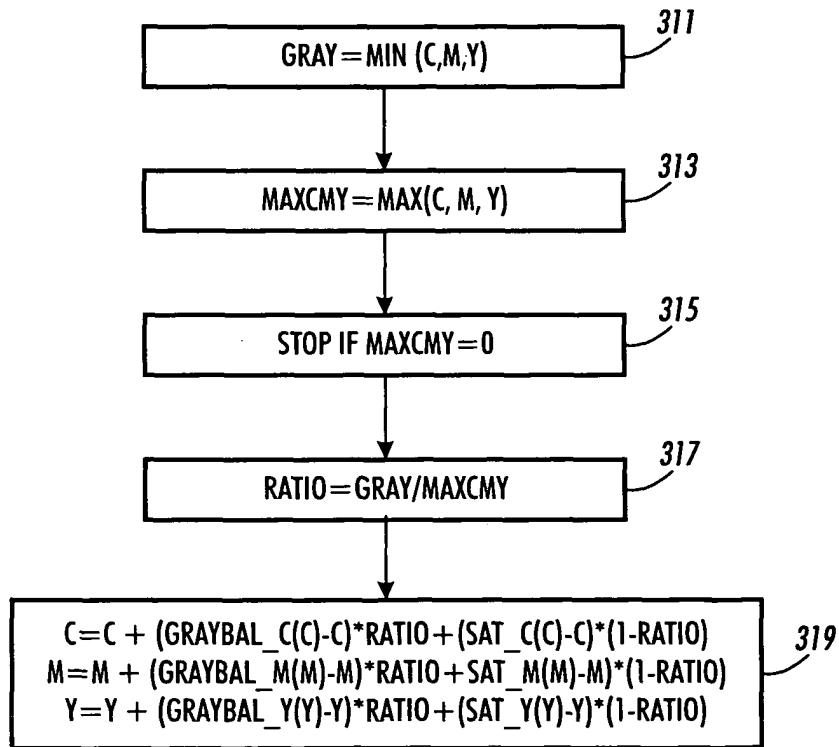 311
GRAY=MIN (C,M,Y)
313
MAXCMY=MAX(C, M, Y)
315
STOP IF MAXCMY=0
317
RATIO=GRAY/MAXCMY
319
C=C + (GRAYBAL_C(C)-C)*RATIO+(SAT_C(C)-C)*(1-RATIO)
M=M + (GRAYBAL_M(M)-M)*RATIO+SAT_M(M)-M)*(1-RATIO)
Y=Y + (GRAYBAL_Y(Y)-Y)*RATIO+(SAT_Y(Y)-Y)*(1-RATIO)